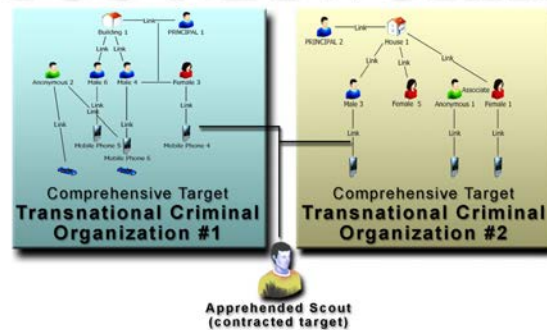 Building 1
Link
PRINCIPAL 1
Link
Link
Link
Anonymous 2
Male 6
Male 4
Female 3
Link
Link
Link
Link
Link
Mobile Phone 5
Mobile Phone 4
Link
Mobile Phone 6
Comprehensive Target
Transnational Criminal
Organization #1
PRINCIPAL 2
Link
House 1
Link
Link
Link
Male 3
Female 5
Anonymous 1
Associate
Female 1
Link
Link
Link
Comprehensive Target
Transnational Criminal
Organization #2
Apprehended Scout
(contracted target)